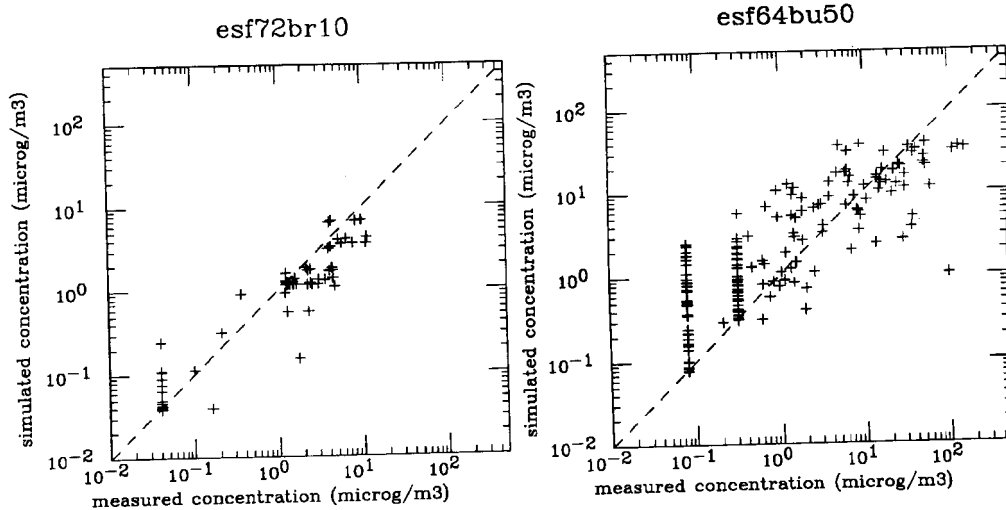 esf72br10
simulated concentration (microg/m3)
10^2
10^1
10^0
10^-1
10^-2
10^-2 10^-1 10^0 10^1 10^2
measured concentration (microg/m3)
esf64bu50
simulated concentration (microg/m3)
10^2
10^1
10^0
10^-1
10^-2
10^-2 10^-1 10^0 10^1 10^2
measured concentration (microg/m3)